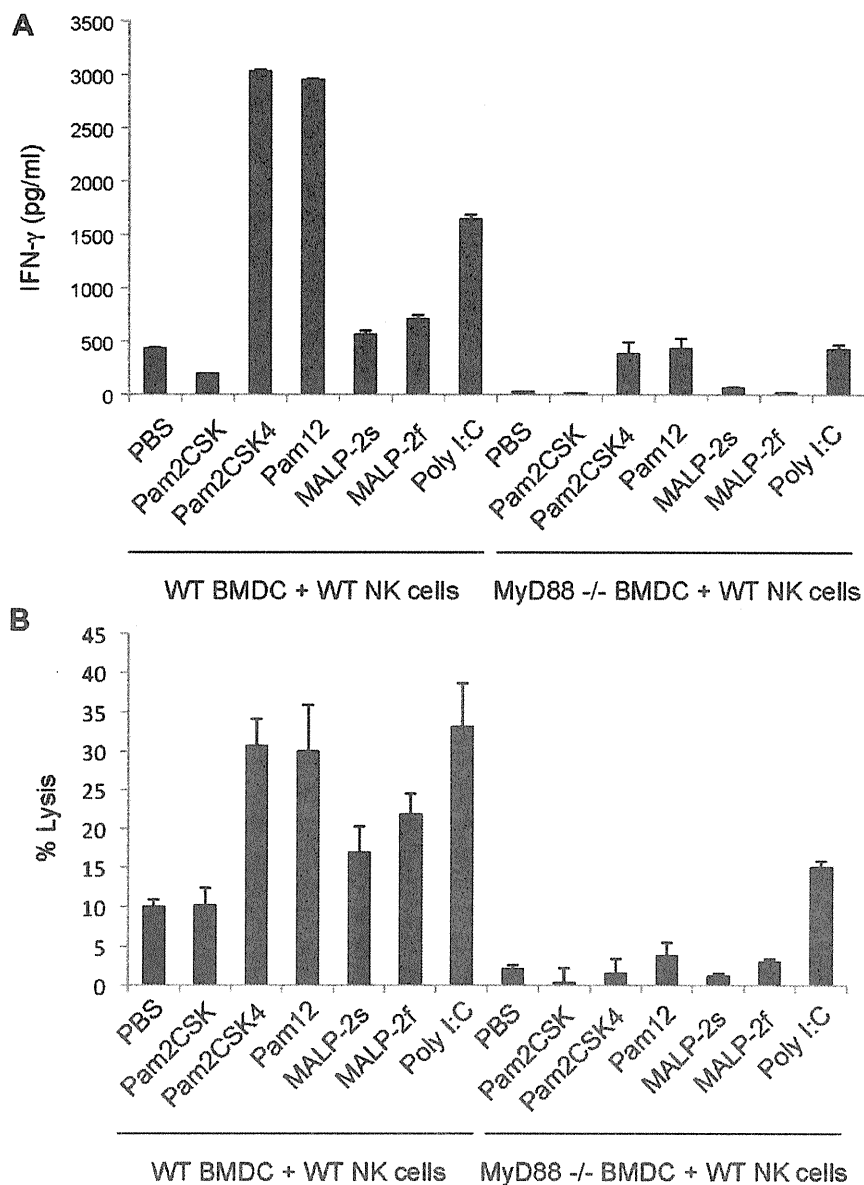 A
IFN-γ (pg/ml)
3500
3000
2500
2000
1500
1000
500
0
PBS
Pam2CSK
Pam2CSK4
Pam12
MALP-2s
MALP-2f
Poly I:C
PBS
Pam2CSK
Pam2CSK4
Pam12
MALP-2s
MALP-2f
Poly I:C
WT BMDC + WT NK cells
MyD88 -/- BMDC + WT NK cells
B
% Lysis
45
40
35
30
25
20
15
10
5
0
PBS
Pam2CSK
Pam2CSK4
Pam12
MALP-2s
MALP-2f
Poly I:C
PBS
Pam2CSK
Pam2CSK4
Pam12
MALP-2s
MALP-2f
Poly I:C
WT BMDC + WT NK cells
MyD88 -/- BMDC + WT NK cells